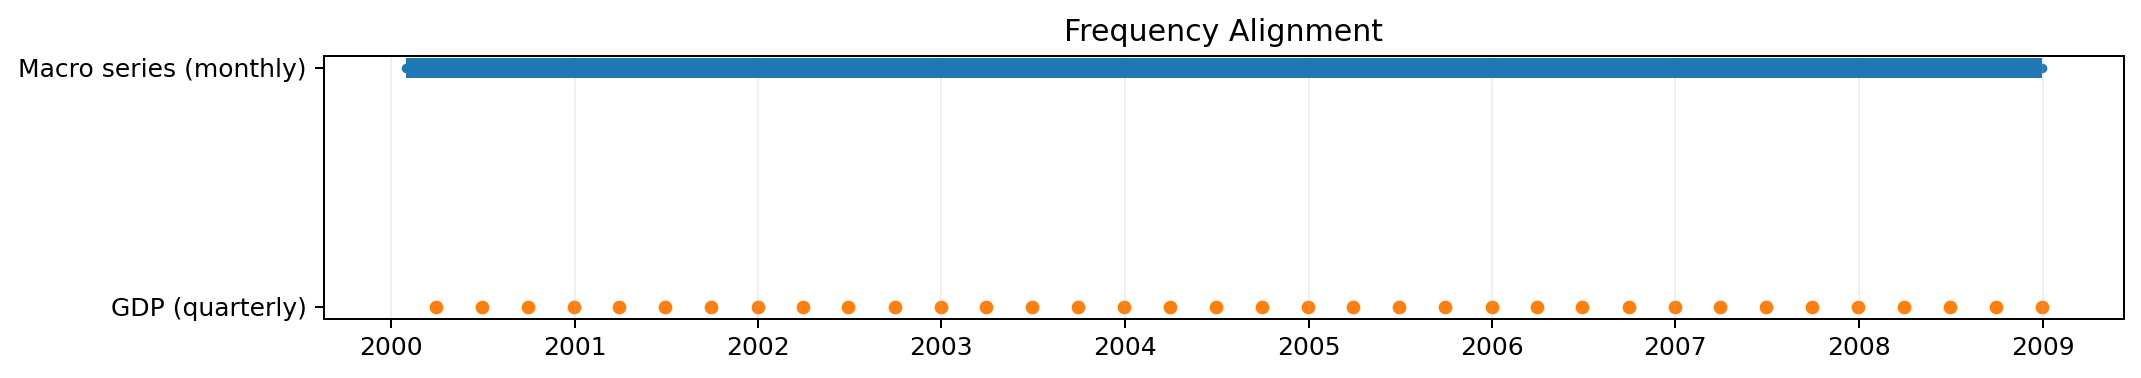 Frequency Alignment
Macro series (monthly)
GDP (quarterly)
2000 2001 2002 2003 2004 2005 2006 2007 2008 2009